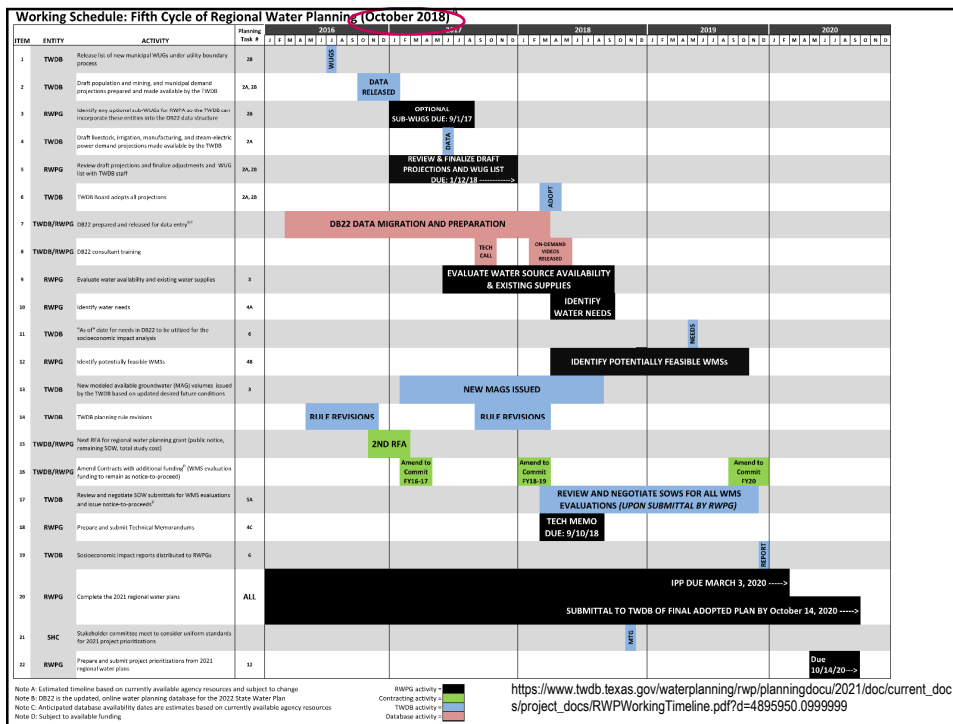 Working Schedule: Fifth Cycle of Regional Water Planning (October 2018)
2016 2017 2018 2019 2020
ITEM ENTITY ACTIVITY Planning Task # J F M A M J J A S O N D J F M A M J J A S O N D J F M A M J J A S O N D J F M A M J J A S O N D J F M A M J J A S O N D
1 TWDB Release list of new municipal WUGs under utility boundary process 2B WUGS
2 TWDB Draft population and mining, and municipal demand projections prepared and made available by the TWDB 2A, 2B DATA RELEASED
3 RWPG Identify any optional sub-WUGs for RWPA so the TWDB can incorporate these entities into the DB22 data structure 2B OPTIONAL SUB-WUGS DUE: 9/1/17
4 TWDB Draft livestock, irrigation, manufacturing, and steam-electric power demand projections made available by the TWDB 2A DATA
5 RWPG Review draft projections and finalize adjustments and WUG list with TWDB staff 2A, 2B REVIEW & FINALIZE DRAFT PROJECTIONS AND WUG LIST DUE: 1/12/18 ------------>
6 TWDB TWDB Board adopts all projections 2A, 2B ADOPT
7 TWDB/RWPG DB22 prepared and released for data entry DB22 DATA MIGRATION AND PREPARATION
8 TWDB/RWPG DB22 consultant training TECH CALL ON-DEMAND VIDEOS RELEASED
9 RWPG Evaluate water availability and existing water supplies 3 EVALUATE WATER SOURCE AVAILABILITY & EXISTING SUPPLIES
10 RWPG Identify water needs 4A IDENTIFY WATER NEEDS
11 TWDB "As of" date for needs in DB22 to be utilized for the socioeconomic impact analysis 6 NEEDS
12 RWPG Identify potentially feasible WMSs 4B IDENTIFY POTENTIALLY FEASIBLE WMSs
13 TWDB New modeled available groundwater (MAG) volumes issued by the TWDB based on updated desired future conditions 3 NEW MAGS ISSUED
14 TWDB TWDB planning rule revisions RULE REVISIONS RULE REVISIONS
15 TWDB/RWPG Next RFA for regional water planning grant (public notice, remaining SOW, total study cost) 2ND RFA
16 TWDB/RWPG Amend Contracts with additional funding (WMS evaluation funding to remain as notice-to-proceed) Amend to Commit FY16-17 Amend to Commit FY18-19 Amend to Commit FY20
17 TWDB Review and negotiate SOW submittals for WMS evaluations and issue notice-to-proceeds 5A REVIEW AND NEGOTIATE SOWS FOR ALL WMS EVALUATIONS (UPON SUBMITTAL BY RWPG)
18 RWPG Prepare and submit Technical Memorandums 4C TECH MEMO DUE: 9/10/18
19 TWDB Socioeconomic impact reports distributed to RWPGs 6 REPORT
20 RWPG Complete the 2021 regional water plans ALL IPP DUE MARCH 3, 2020 ----->
SUBMITTAL TO TWDB OF FINAL ADOPTED PLAN BY October 14, 2020 ----->
21 SHC Stakeholder committee meet to consider uniform standards for 2021 project prioritizations MTG
22 RWPG Prepare and submit project prioritizations from 2021 regional water plans 12 Due 10/14/20--->
Note A: Estimated timeline based on currently available agency resources and subject to change
Note B: DB22 is the updated, online water planning database for the 2022 State Water Plan
Note C: Anticipated database availability dates are estimates based on currently available agency resources
Note D: Subject to available funding
RWPG activity =
Contracting activity =
TWDB activity =
Database activity =
https://www.twdb.texas.gov/waterplanning/rwp/planningdocu/2021/doc/current_doc
s/project_docs/RWPWorkingTimeline.pdf?d=4895950.0999999